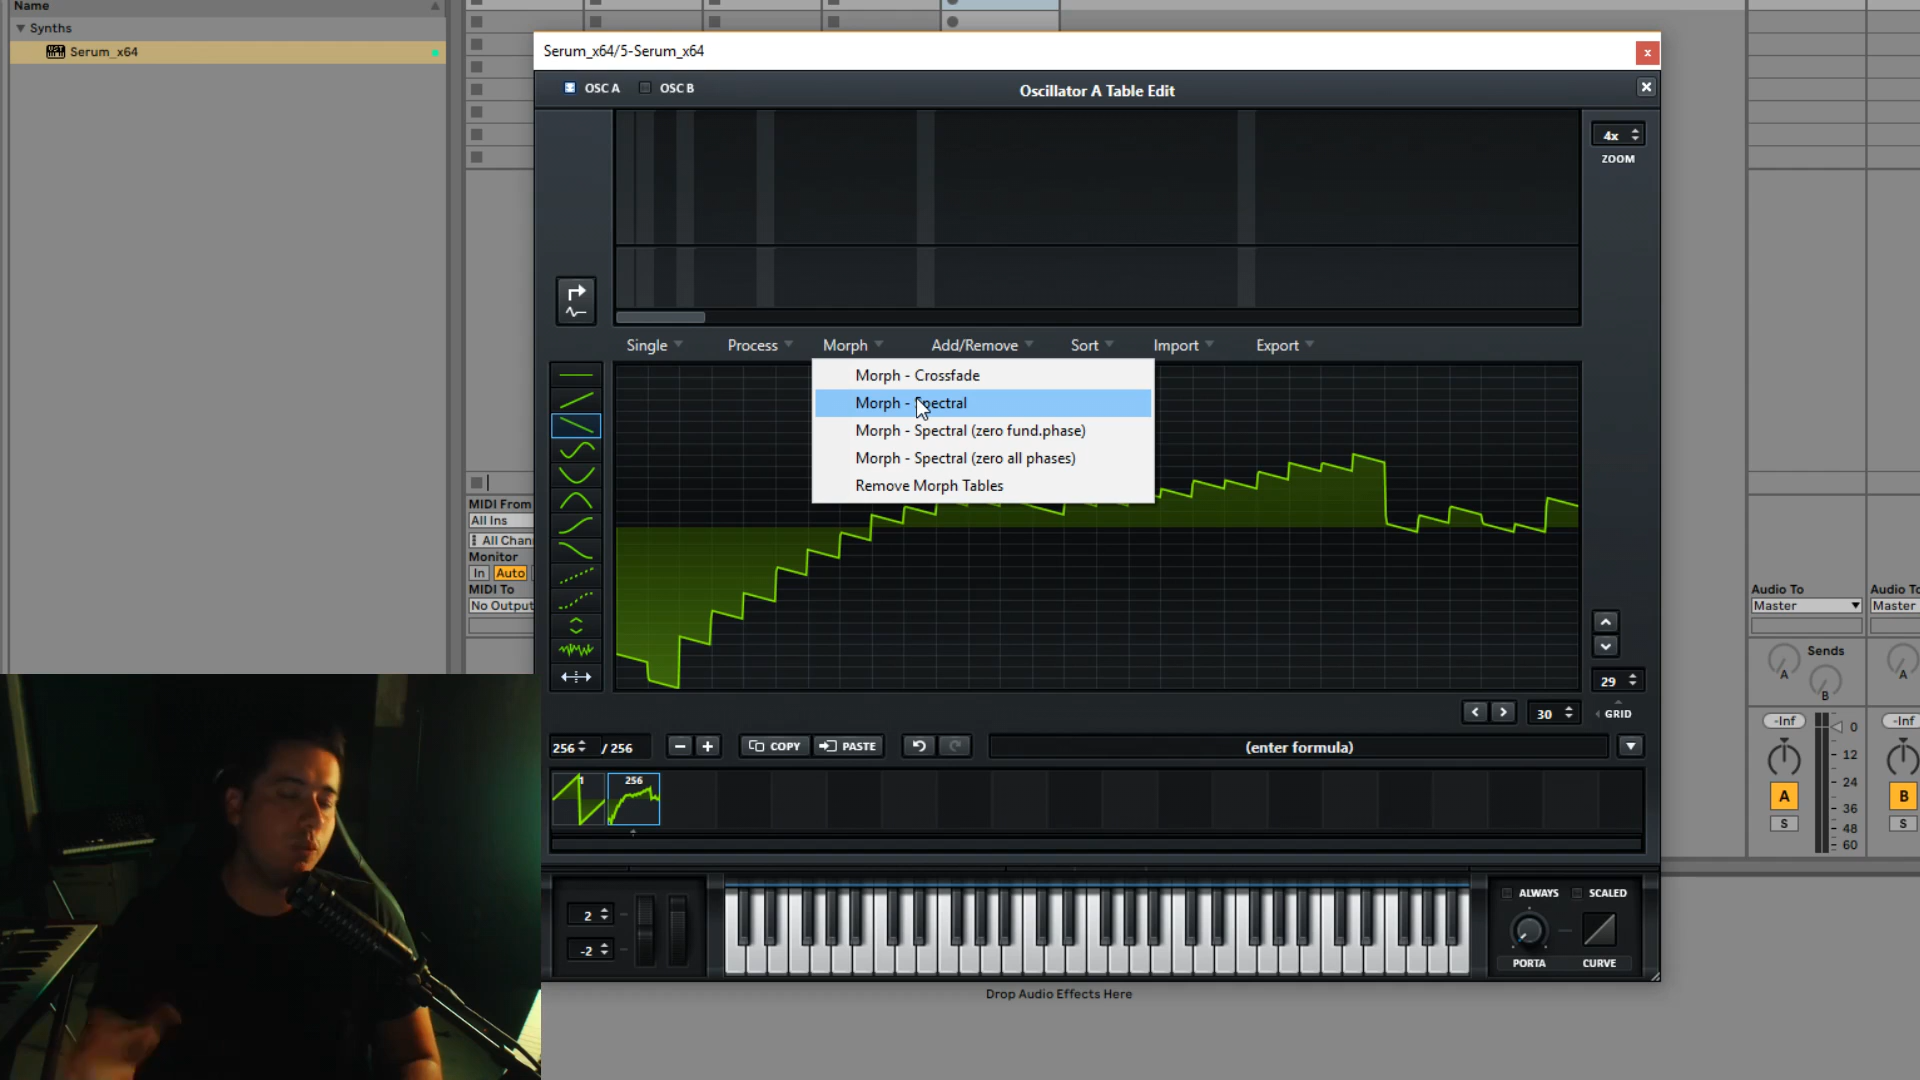 Name
Synths
Serum_x64
Serum_x64/5-Serum_x64
x
OSC A
OSC B
Oscillator A Table Edit
4x
ZOOM
Single
Process
Morph
Add/Remove
Sort
Import
Export
Morph - Crossfade
Morph - Spectral
Morph - Spectral (zero fund.phase)
Morph - Spectral (zero all phases)
Remove Morph Tables
MIDI From
All Ins
All Chan
Monitor
In
Auto
MIDI To
No Output
29
30
GRID
256
/ 256
COPY
PASTE
(enter formula)
1
256
2
-2
ALWAYS
SCALED
PORTA
CURVE
Drop Audio Effects Here
Audio To
Master
Audio To
Master
Sends
A
B
A
-Inf
-Inf
0
12
24
36
48
60
A
B
S
S